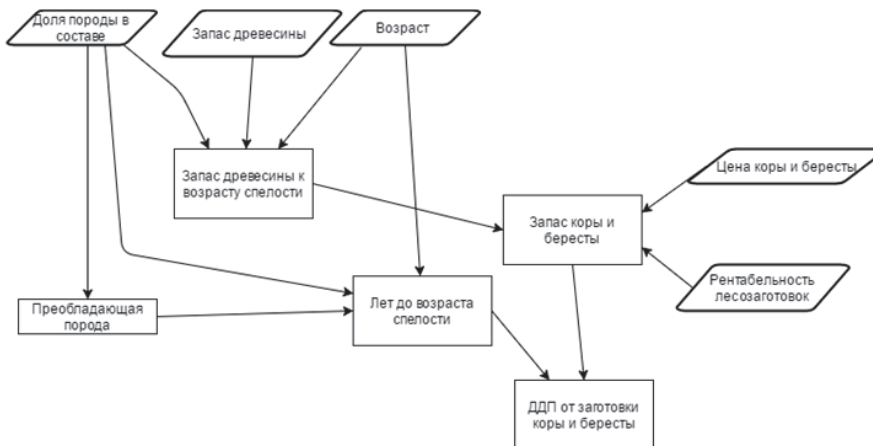 Доля породы в
составе
Запас древесины
Возраст
Запас древесины к
возрасту спелости
Цена коры и бересты
Запас коры и
бересты
Рентабельность
лесозаготовок
Преобладающая
порода
Лет до возраста
спелости
ДДП от заготовки
коры и бересты